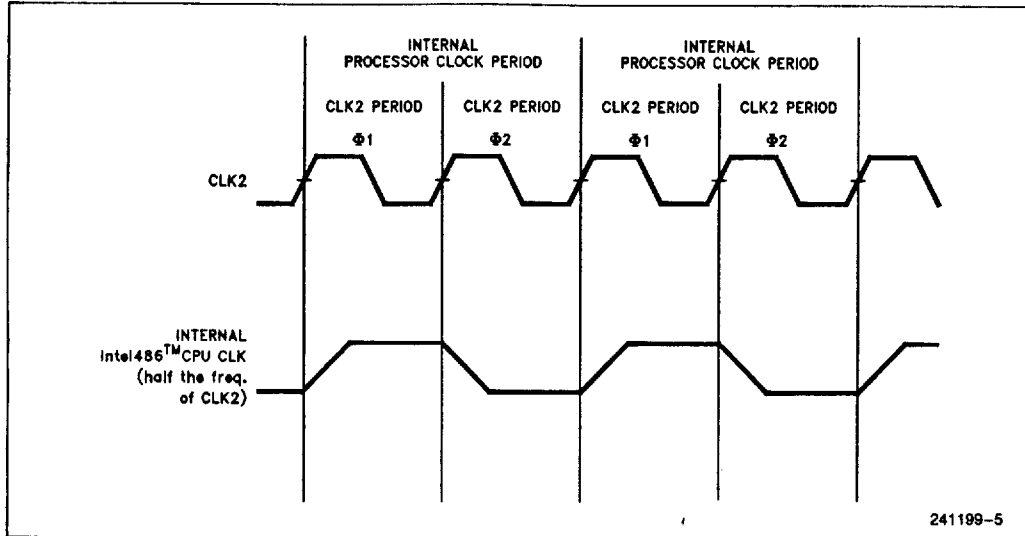 INTERNAL
PROCESSOR CLOCK PERIOD
INTERNAL
PROCESSOR CLOCK PERIOD
CLK2 PERIOD
CLK2 PERIOD
CLK2 PERIOD
CLK2 PERIOD
Φ1
Φ2
Φ1
Φ2
CLK2
INTERNAL
Intel486™CPU CLK
(half the freq.
of CLK2)
241199-5